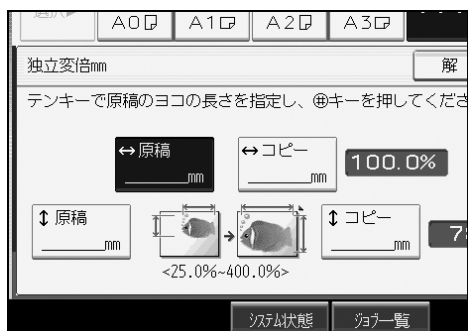 選択▶ A0 A1 A2 A3
独立変倍mm 解
テンキーで原稿のヨコの長さを指定し、⊕キーを押してくださ
↔原稿 ↔コピー
mm mm 100.0%
↕原稿 ↕コピー
mm mm 7
<25.0%~400.0%>
システム状態 ジョブ一覧